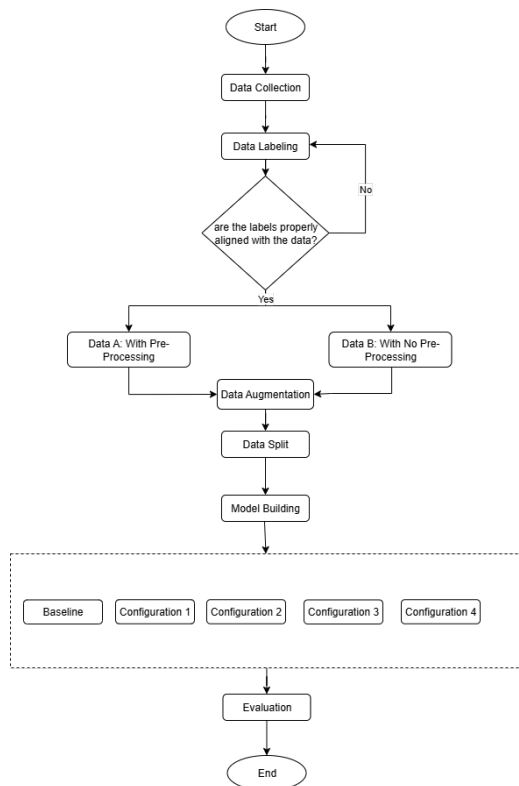 Start
Data Collection
Data Labeling
No
are the labels properly
aligned with the data?
Yes
Data A: With Pre-
Processing
Data B: With No Pre-
Processing
Data Augmentation
Data Split
Model Building
Baseline
Configuration 1
Configuration 2
Configuration 3
Configuration 4
Evaluation
End